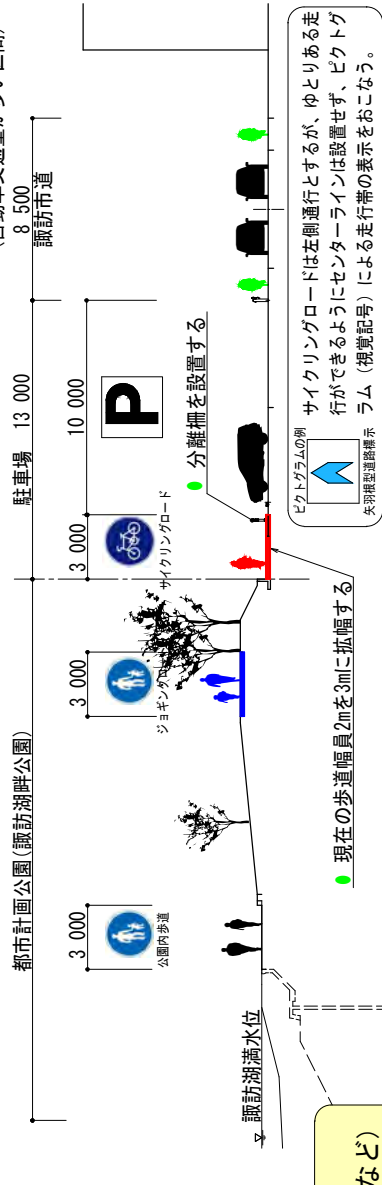 都市計画公園(諏訪湖畔公園)
駐車場 13 000
8 500
諏訪市道
3 000
3 000
3 000
10 000
P
公園内歩道
ジョギングロード
サイクリングロード
分離柵を設置する
諏訪湖満水位
現在の歩道幅員2mを3mに拡幅する
ピクトグラムの例
矢羽根型道路標示
サイクリングロードは左側通行とするが、ゆとりある走
行ができるようにセンターラインは設置せず、ピクトグ
ラム（視覚記号）による走行帯の表示をおこなう。
など)